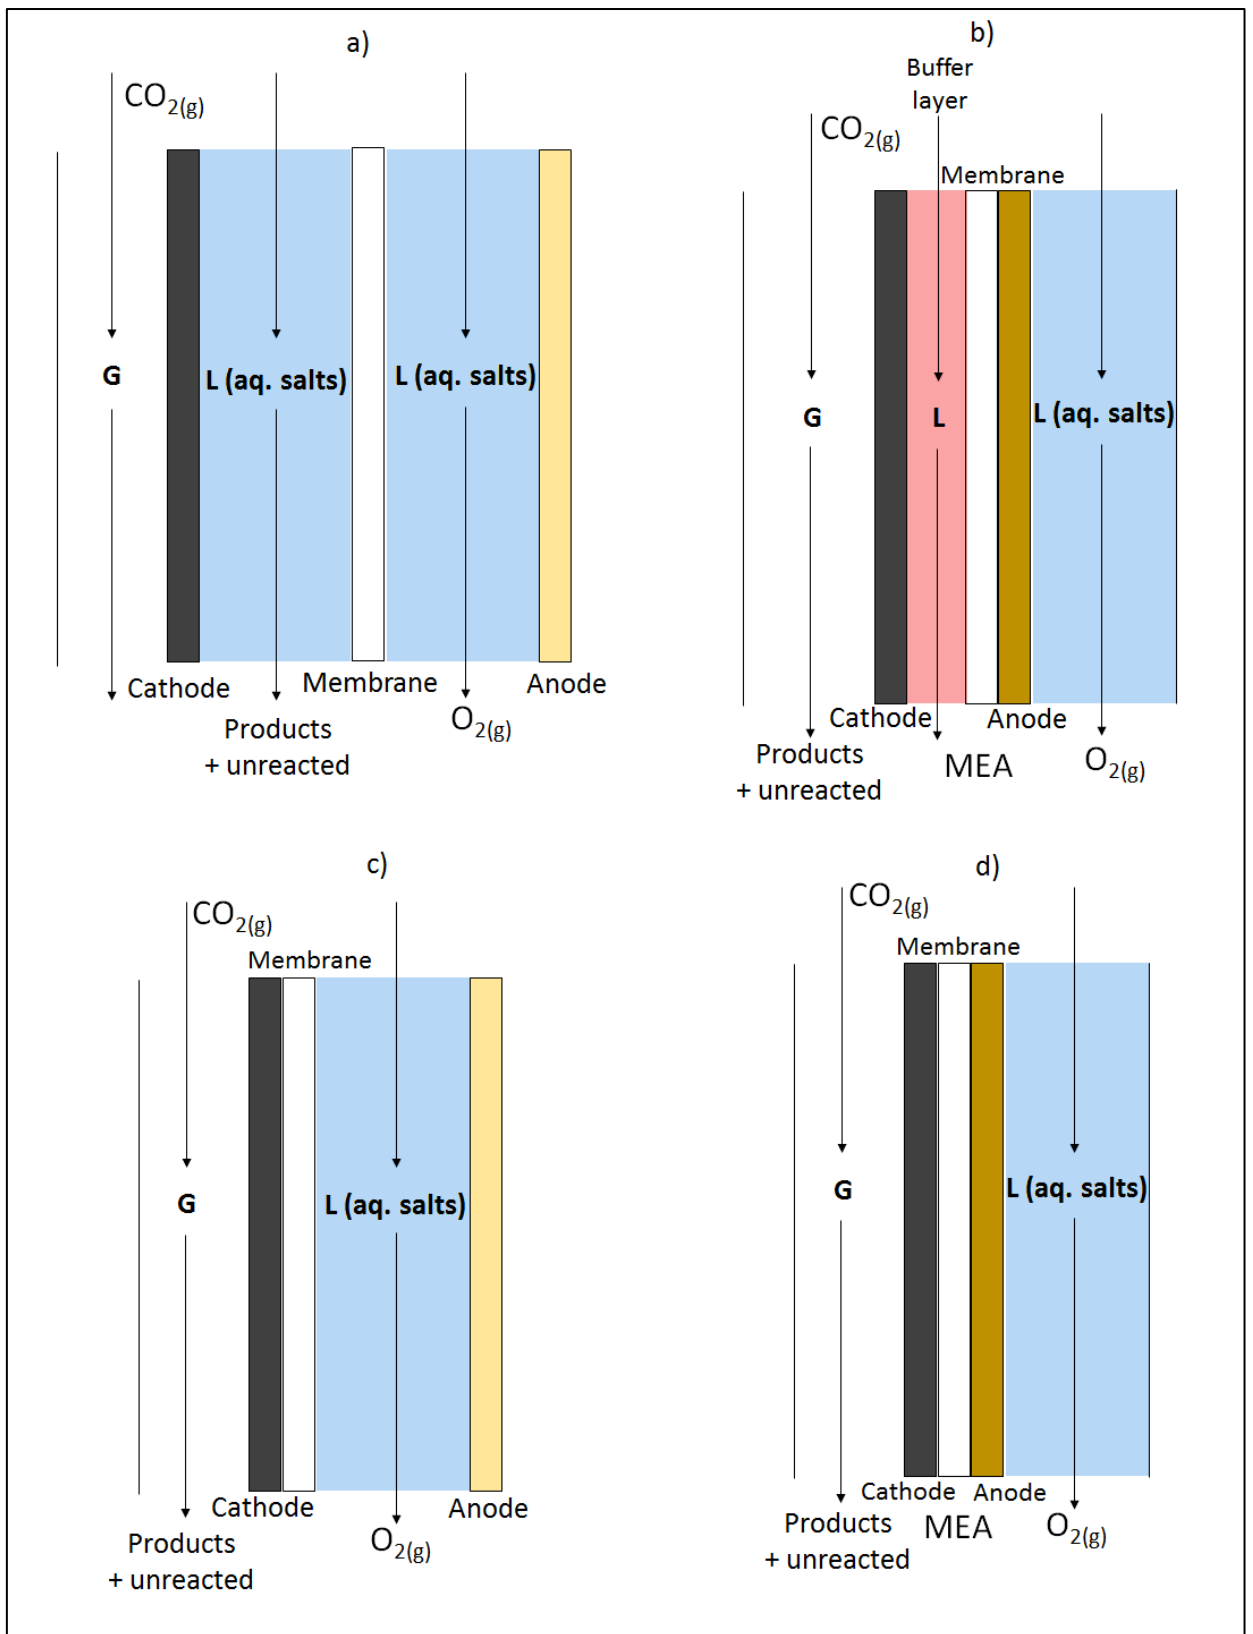 a)
CO2(g)
G
L (aq. salts)
L (aq. salts)
Cathode
Membrane
Anode
Products
+ unreacted
O2(g)
b)
Buffer
layer
CO2(g)
Membrane
G
L
L (aq. salts)
Cathode
Anode
Products
+ unreacted
MEA
O2(g)
c)
CO2(g)
Membrane
G
L (aq. salts)
Cathode
Anode
Products
+ unreacted
O2(g)
d)
CO2(g)
Membrane
G
L (aq. salts)
Cathode
Anode
Products
+ unreacted
MEA
O2(g)